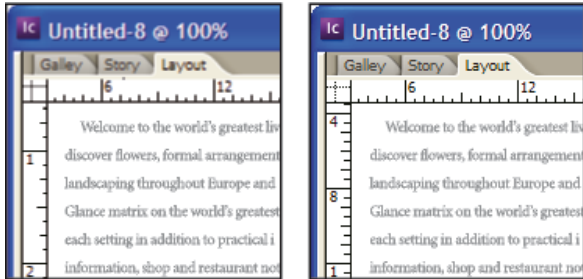 Ic Untitled-8 @ 100%
Galley Story Layout
6 12
Welcome to the world's greatest liv
discover flowers, formal arrangement
1
landscaping throughout Europe and
Glance matrix on the world's greatest
each setting in addition to practical i
information, shop and restaurant not
2
Ic Untitled-8 @ 100%
Galley Story Layout
6 12
4
Welcome to the world's greatest liv
discover flowers, formal arrangement
landscaping throughout Europe and
8
Glance matrix on the world's greatest
each setting in addition to practical i
information, shop and restaurant not
1